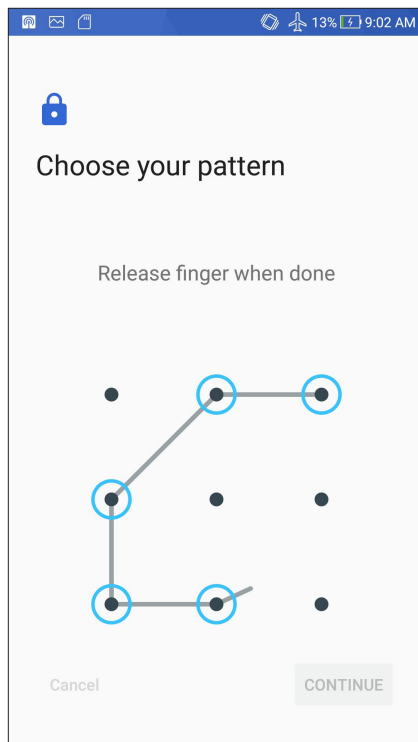 13% 9:02 AM
Choose your pattern
Release finger when done
Cancel CONTINUE